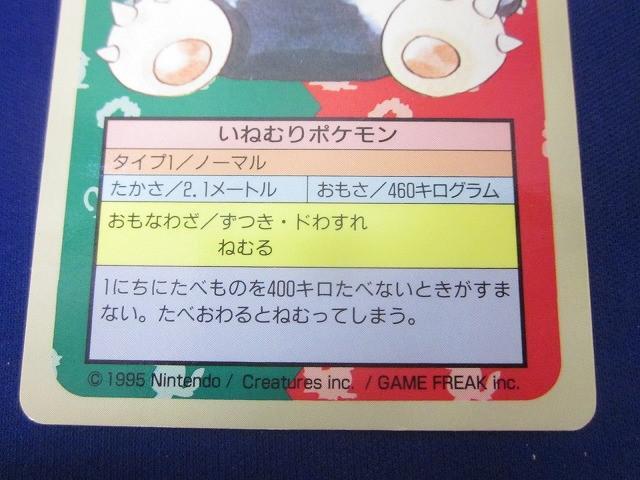 いねむりポケモン
タイプ1/ノーマル
たかさ/2.1メートル おもさ/460キログラム
おもなわざ/ずつき・ドわすれ
ねむる
1にちにたべものを400キロたべないときがすま
ない。たべおわるとねむってしまう。
© 1995 Nintendo / Creatures inc. / GAME FREAK inc.